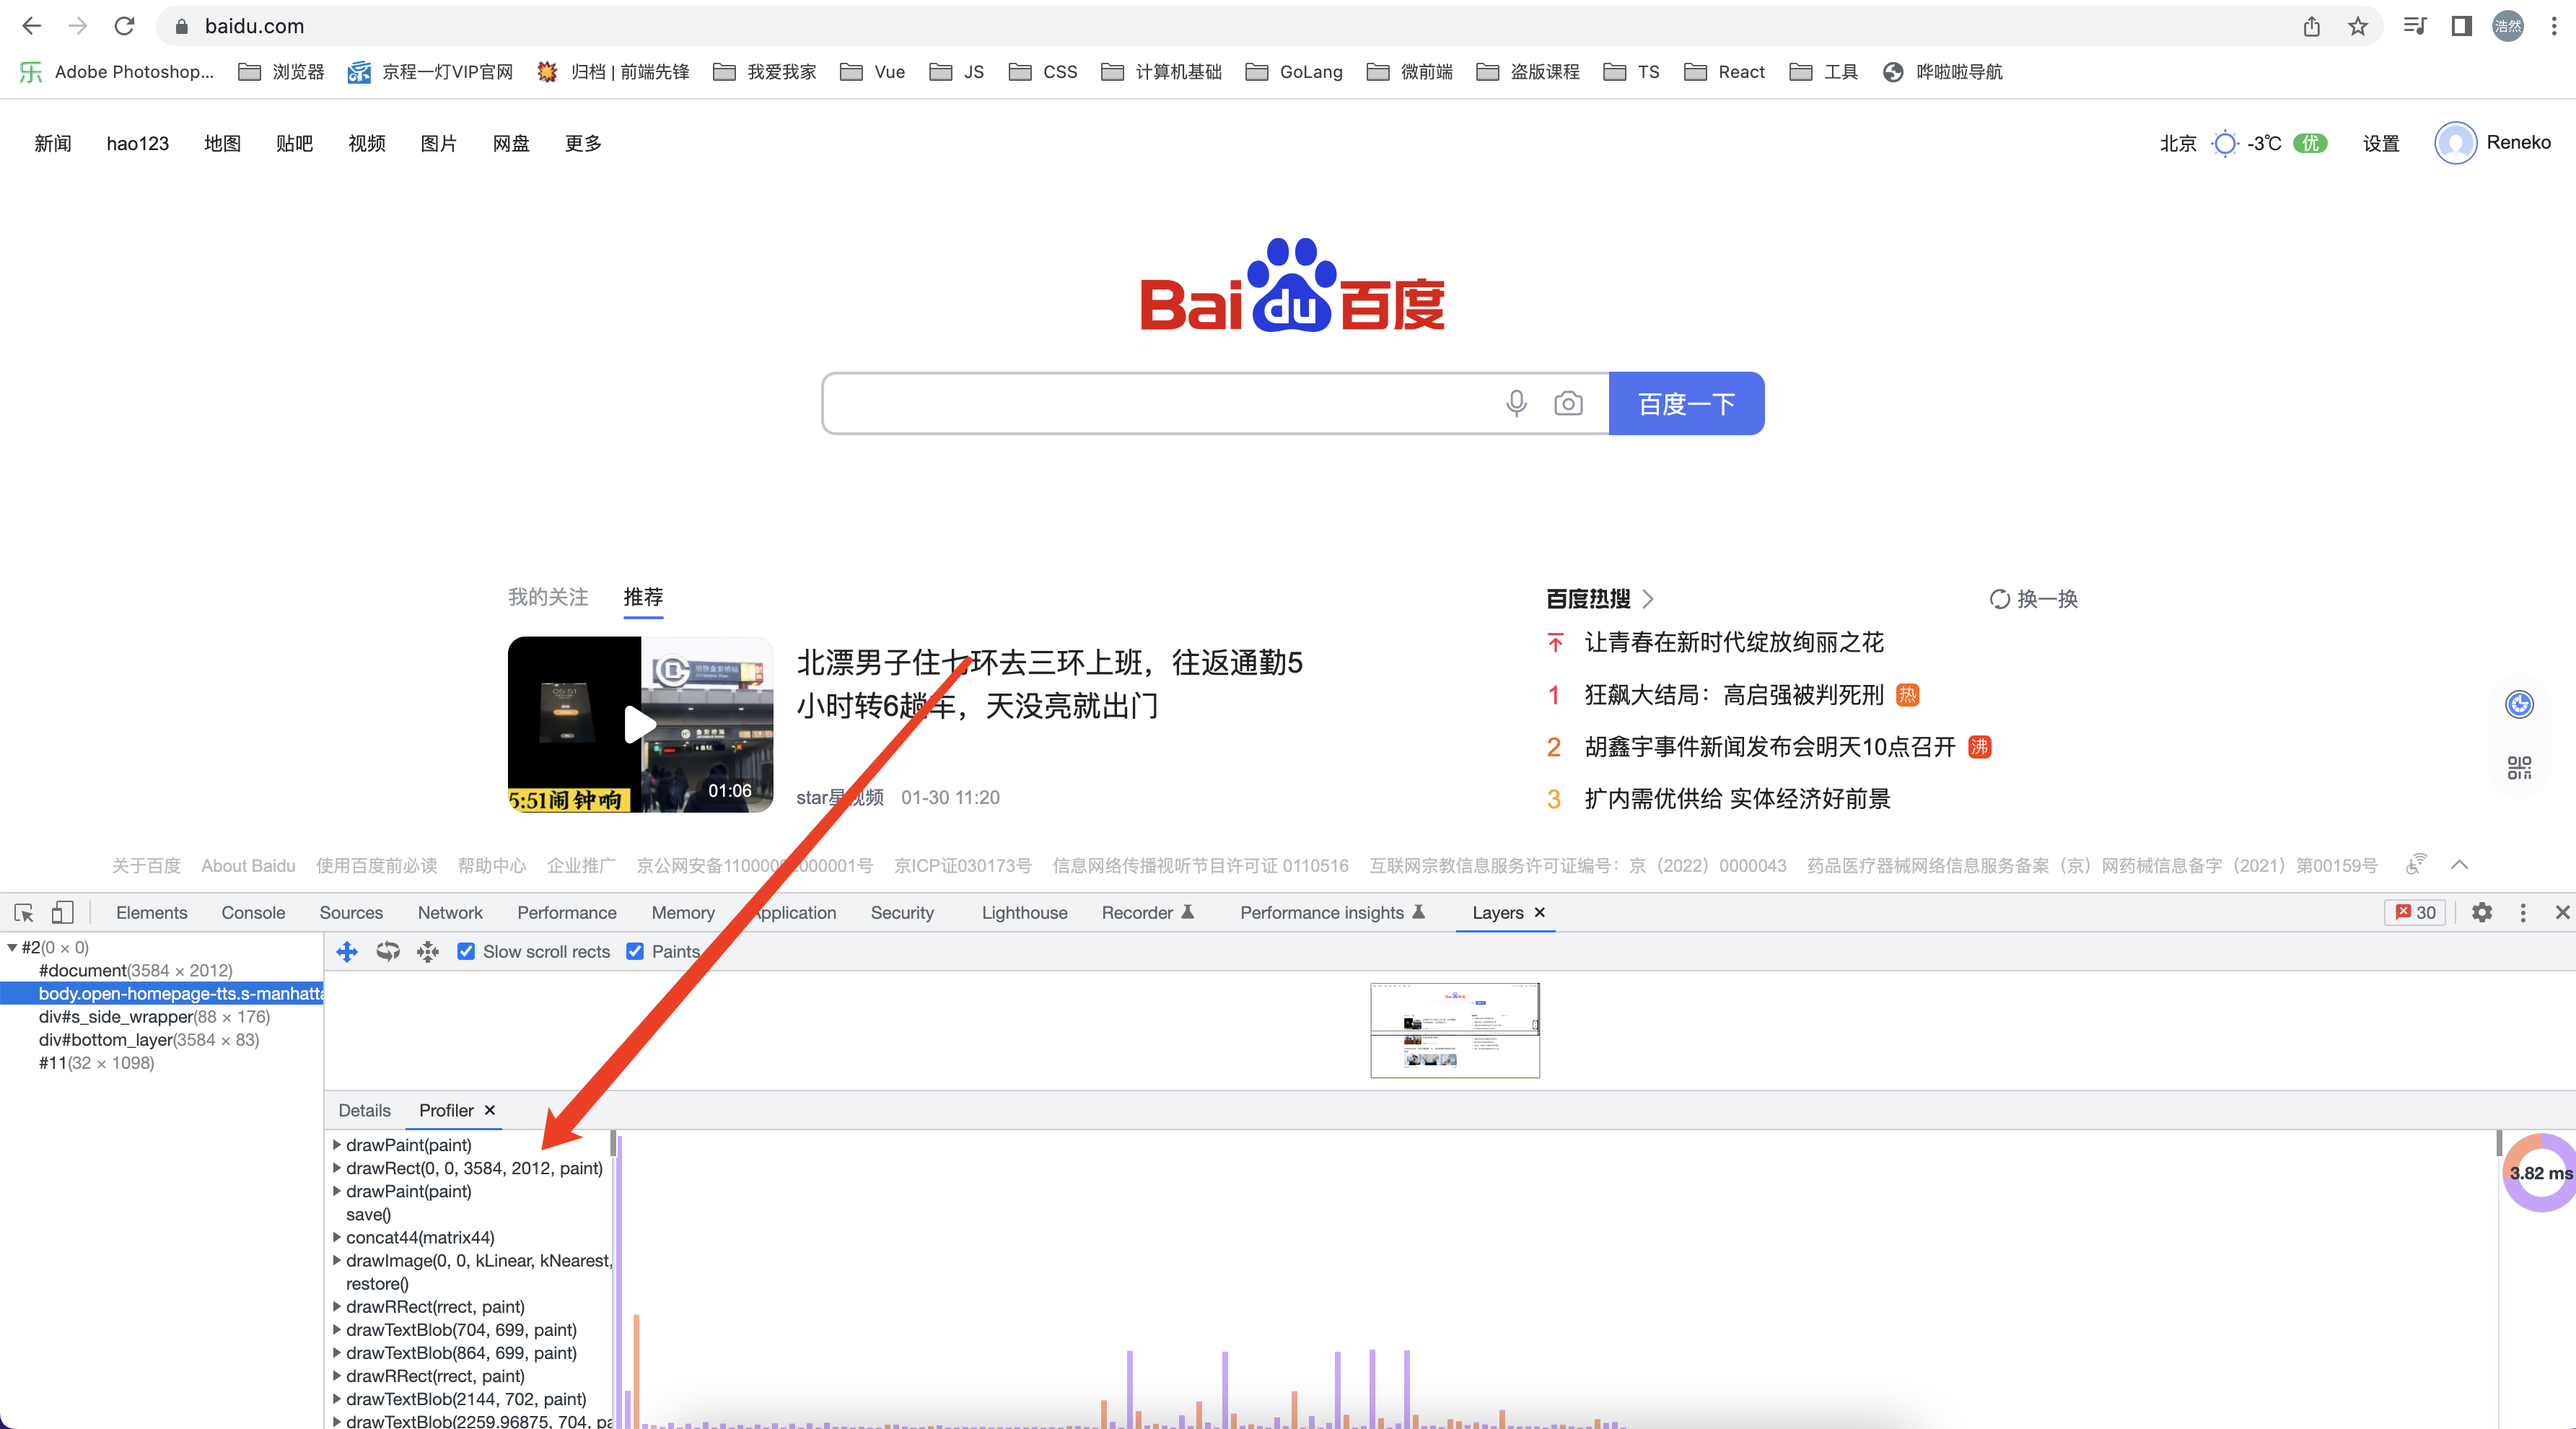 baidu.com
浩然
Adobe Photoshop... 浏览器 京程一灯VIP官网 归档 | 前端先锋 我爱我家 Vue JS CSS 计算机基础 GoLang 微前端 盗版课程 TS React 工具 哗啦啦导航
新闻 hao123 地图 贴吧 视频 图片 网盘 更多
北京 -3℃ 优 设置 Reneko
Bai du 百度
百度一下
我的关注 推荐
北漂男子住七环去三环上班，往返通勤5
小时转6趟车，天没亮就出门
5:51闹钟响
01:06
star星视频 01-30 11:20
百度热搜 换一换
让青春在新时代绽放绚丽之花
1 狂飙大结局：高启强被判死刑 热
2 胡鑫宇事件新闻发布会明天10点召开 沸
3 扩内需优供给 实体经济好前景
关于百度 About Baidu 使用百度前必读 帮助中心 企业推广 京公网安备11000002000001号 京ICP证030173号 信息网络传播视听节目许可证 0110516 互联网宗教信息服务许可证编号：京（2022）0000043 药品医疗器械网络信息服务备案（京）网药械信息备字（2021）第00159号
Elements Console Sources Network Performance Memory Application Security Lighthouse Recorder Performance insights Layers 30
#2(0 × 0)
#document(3584 × 2012)
body.open-homepage-tts.s-manhatta
div#s_side_wrapper(88 × 176)
div#bottom_layer(3584 × 83)
#11(32 × 1098)
Slow scroll rects Paints
Details Profiler
drawPaint(paint)
drawRect(0, 0, 3584, 2012, paint)
drawPaint(paint)
save()
concat44(matrix44)
drawImage(0, 0, kLinear, kNearest,
restore()
drawRRect(rrect, paint)
drawTextBlob(704, 699, paint)
drawTextBlob(864, 699, paint)
drawRRect(rrect, paint)
drawTextBlob(2144, 702, paint)
drawTextBlob(2259.96875, 704, pa
3.82 ms